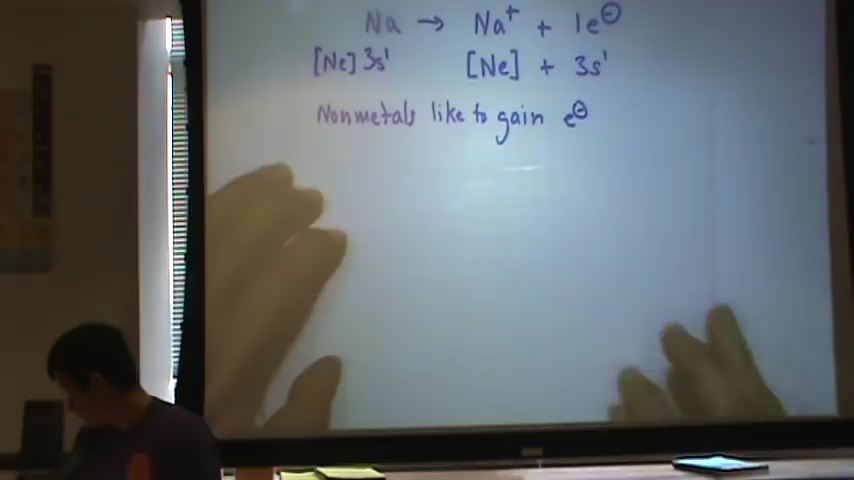 Na → Na⁺ + 1e⊖
[Ne]3s¹ [Ne] + 3s¹
Nonmetals like to gain e⊖